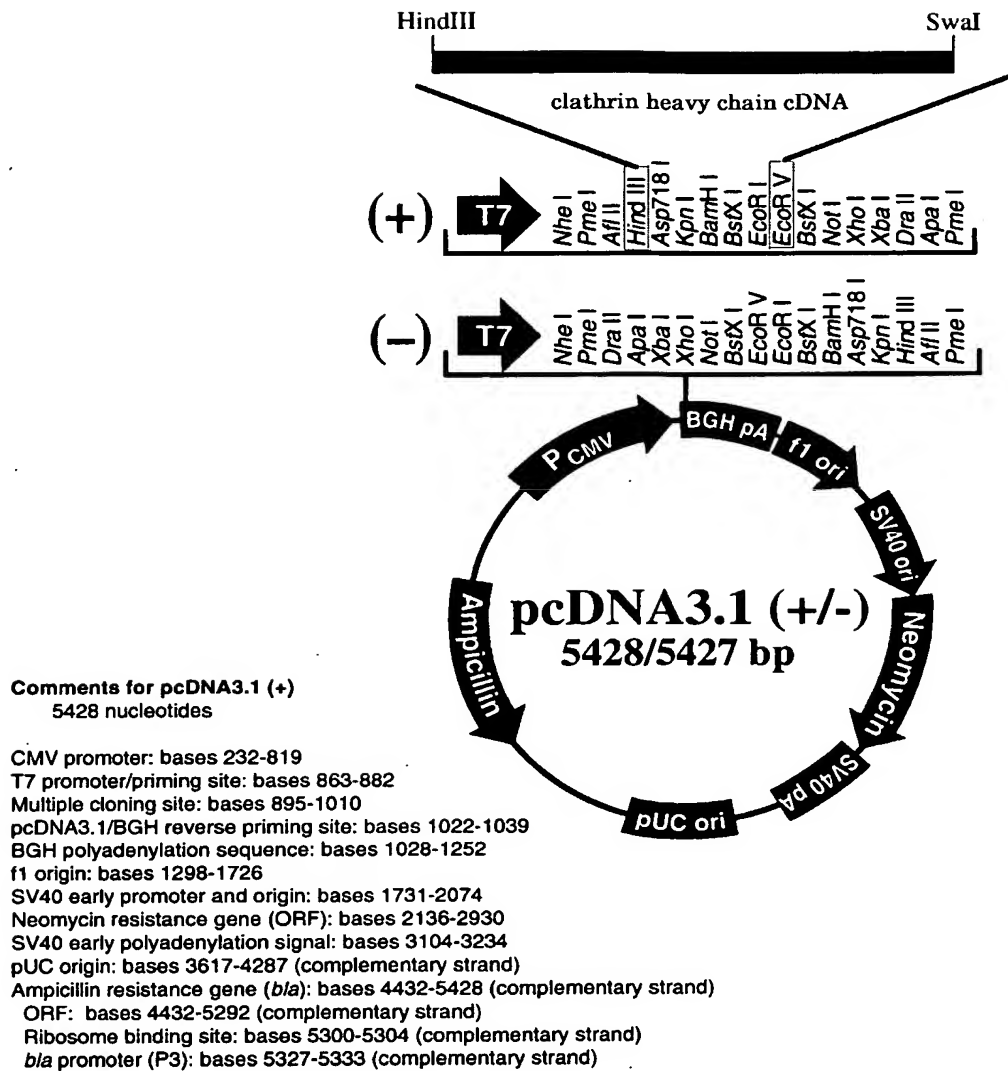 HindIII SwaI
clathrin heavy chain cDNA
(+) T7 Nhe I Pme I Afl II Hind III Asp718 I Kpn I BamH I BstX I EcoR I EcoR V BstX I Not I Xho I Xba I Dra II Apa I Pme I
(−) T7 Nhe I Pme I Dra II Apa I Xba I Xho I Not I BstX I EcoR V EcoR I BstX I BamH I Asp718 I Kpn I Hind III Afl II Pme I
P CMV
BGH pA
f1 ori
SV40 ori
Neomycin
SV40 pA
pUC ori
Ampicillin
pcDNA3.1 (+/-)
5428/5427 bp
Comments for pcDNA3.1 (+)
5428 nucleotides
CMV promoter: bases 232-819
T7 promoter/priming site: bases 863-882
Multiple cloning site: bases 895-1010
pcDNA3.1/BGH reverse priming site: bases 1022-1039
BGH polyadenylation sequence: bases 1028-1252
f1 origin: bases 1298-1726
SV40 early promoter and origin: bases 1731-2074
Neomycin resistance gene (ORF): bases 2136-2930
SV40 early polyadenylation signal: bases 3104-3234
pUC origin: bases 3617-4287 (complementary strand)
Ampicillin resistance gene (bla): bases 4432-5428 (complementary strand)
ORF: bases 4432-5292 (complementary strand)
Ribosome binding site: bases 5300-5304 (complementary strand)
bla promoter (P3): bases 5327-5333 (complementary strand)